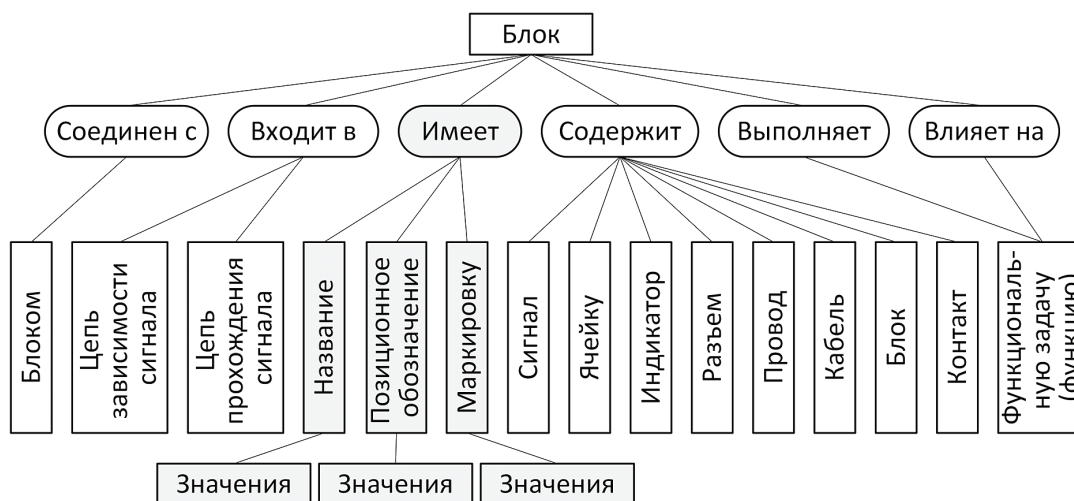 Блок
Соединен с
Входит в
Имеет
Содержит
Выполняет
Влияет на
Блоком
Цепь
зависимости
сигнала
Цепь
прохождения
сигнала
Название
Позиционное
обозначение
Маркировку
Сигнал
Ячейку
Индикатор
Разъем
Провод
Кабель
Блок
Контакт
Функциональ-
ную задачу
(функцию)
Значения
Значения
Значения